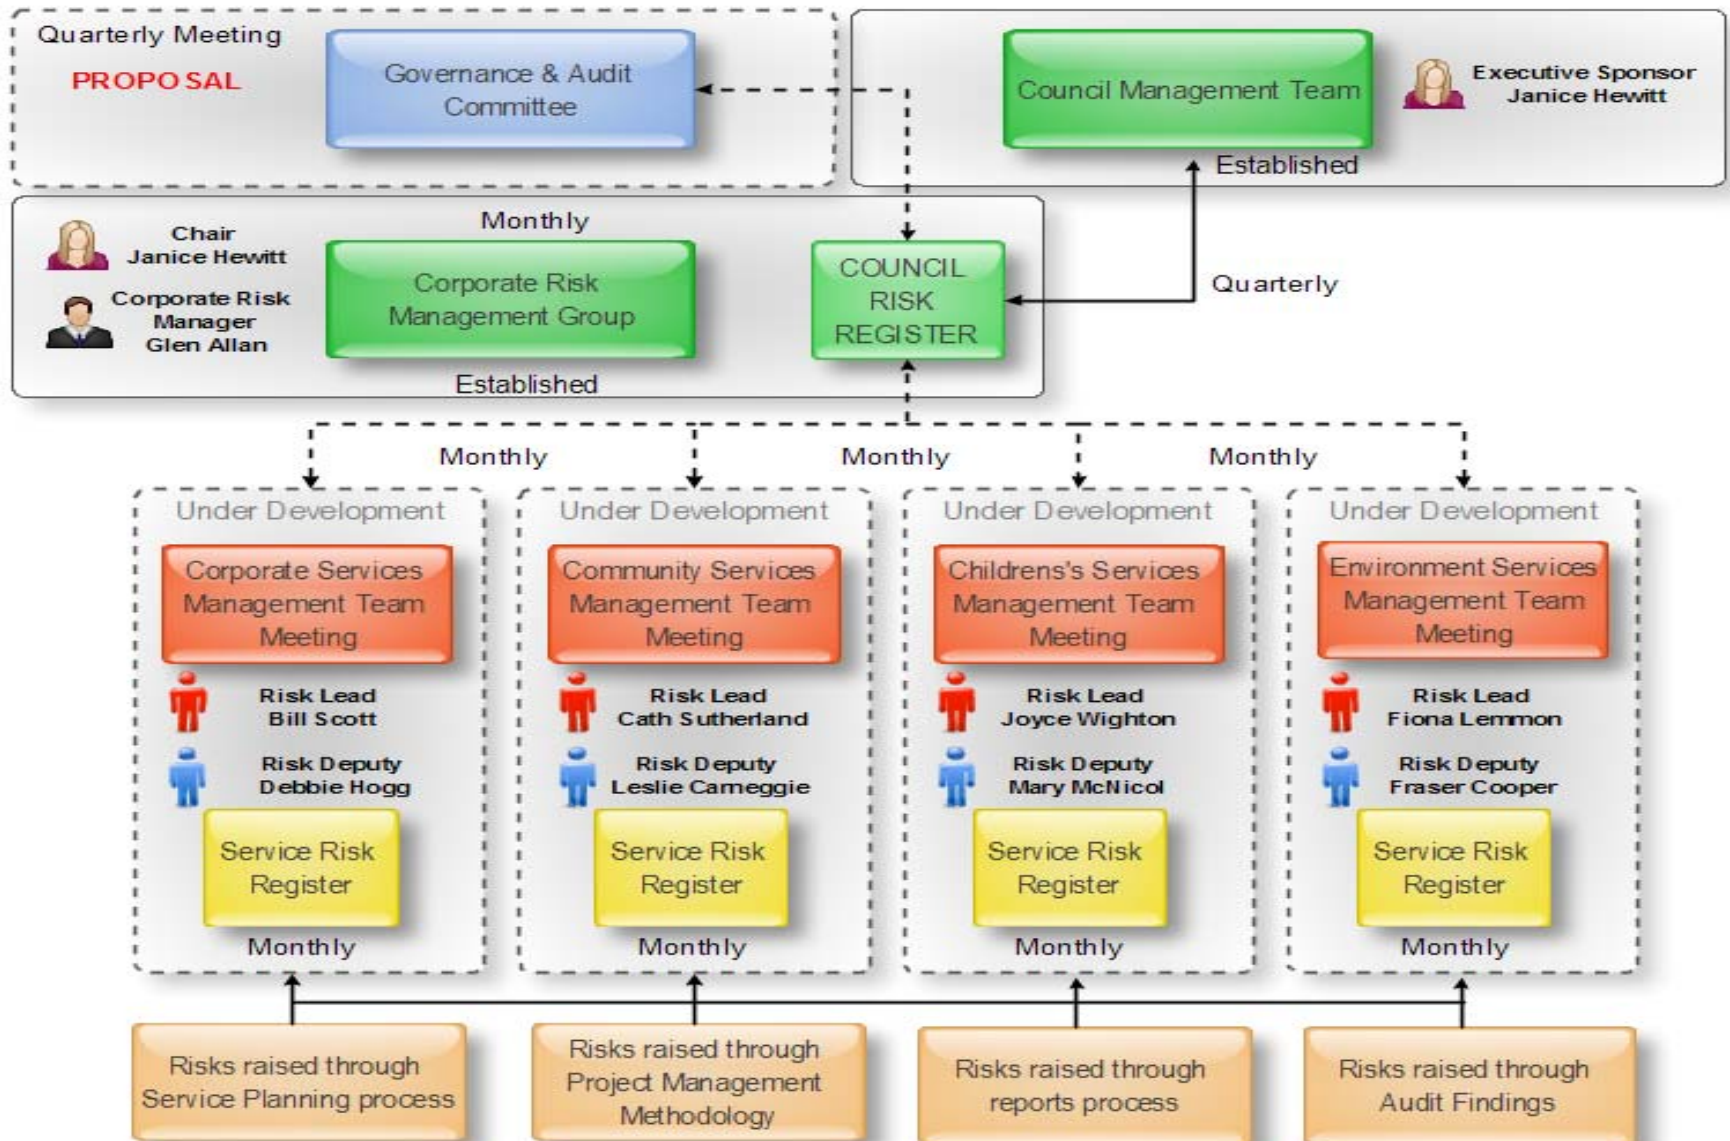 Quarterly Meeting
PROPOSAL
Governance & Audit
Committee
Council Management Team
Executive Sponsor
Janice Hewitt
Established
Monthly
Chair
Janice Hewitt
Corporate Risk
Manager
Glen Allan
Corporate Risk
Management Group
Established
COUNCIL
RISK
REGISTER
Quarterly
Monthly
Monthly
Monthly
Under Development
Corporate Services
Management Team
Meeting
Risk Lead
Bill Scott
Risk Deputy
Debbie Hogg
Service Risk
Register
Monthly
Under Development
Community Services
Management Team
Meeting
Risk Lead
Cath Sutherland
Risk Deputy
Leslie Carneggie
Service Risk
Register
Monthly
Under Development
Childrens's Services
Management Team
Meeting
Risk Lead
Joyce Wighton
Risk Deputy
Mary McNicol
Service Risk
Register
Monthly
Under Development
Environment Services
Management Team
Meeting
Risk Lead
Fiona Lemmon
Risk Deputy
Fraser Cooper
Service Risk
Register
Monthly
Risks raised through
Service Planning process
Risks raised through
Project Management
Methodology
Risks raised through
reports process
Risks raised through
Audit Findings